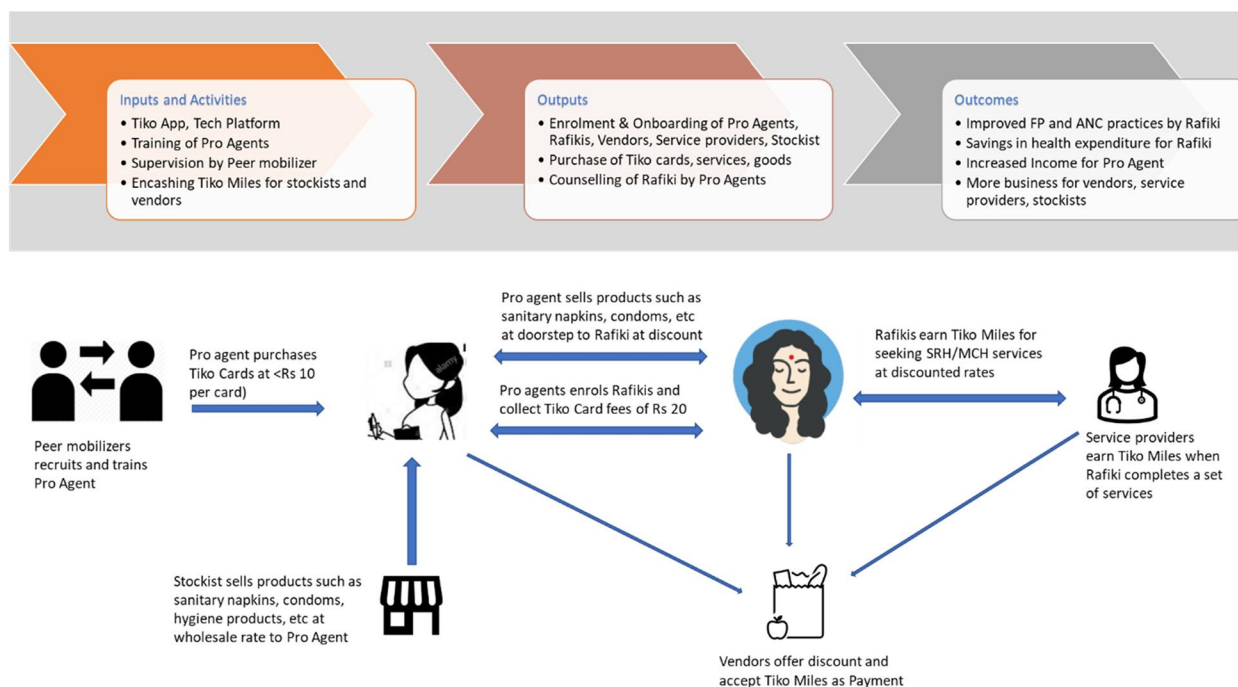 Inputs and Activities
• Tiko App, Tech Platform
• Training of Pro Agents
• Supervision by Peer mobilizer
• Encashing Tiko Miles for stockists and
vendors
Outputs
• Enrolment & Onboarding of Pro Agents,
Rafikis, Vendors, Service providers, Stockist
• Purchase of Tiko cards, services, goods
• Counselling of Rafiki by Pro Agents
Outcomes
• Improved FP and ANC practices by Rafiki
• Savings in health expenditure for Rafiki
• Increased Income for Pro Agent
• More business for vendors, service
providers, stockists
Peer mobilizers
recruits and trains
Pro Agent
Pro agent purchases
Tiko Cards at <Rs 10
per card)
alamy
Pro agent sells products such as
sanitary napkins, condoms, etc
at doorstep to Rafiki at discount
Pro agents enrols Rafikis and
collect Tiko Card fees of Rs 20
Rafikis earn Tiko Miles for
seeking SRH/MCH services
at discounted rates
Service providers
earn Tiko Miles when
Rafiki completes a set
of services
Stockist sells products such as
sanitary napkins, condoms,
hygiene products, etc at
wholesale rate to Pro Agent
Vendors offer discount and
accept Tiko Miles as Payment